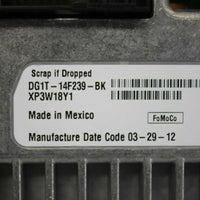 Scrap if Dropped
DG1T-14F239-BK
XP3W18Y1
Made in Mexico
FoMoCo
Manufacture Date Code 03-29-12